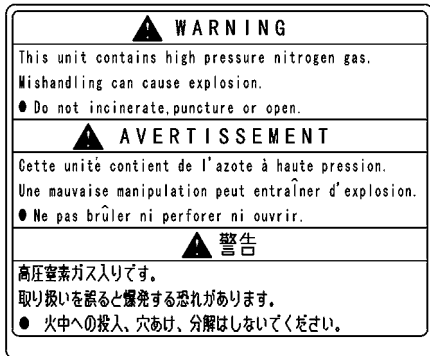 WARNING
This unit contains high pressure nitrogen gas.
Mishandling can cause explosion.
● Do not incinerate,puncture or open.
AVERTISSEMENT
Cette unité contient de l'azote à haute pression.
Une mauvaise manipulation peut entraîner d'explosion.
● Ne pas brûler ni perforer ni ouvrir.
警告
高圧窒素ガス入りです。
取り扱いを誤ると爆発する恐れがあります。
● 火中への投入、穴あけ、分解はしないでください。